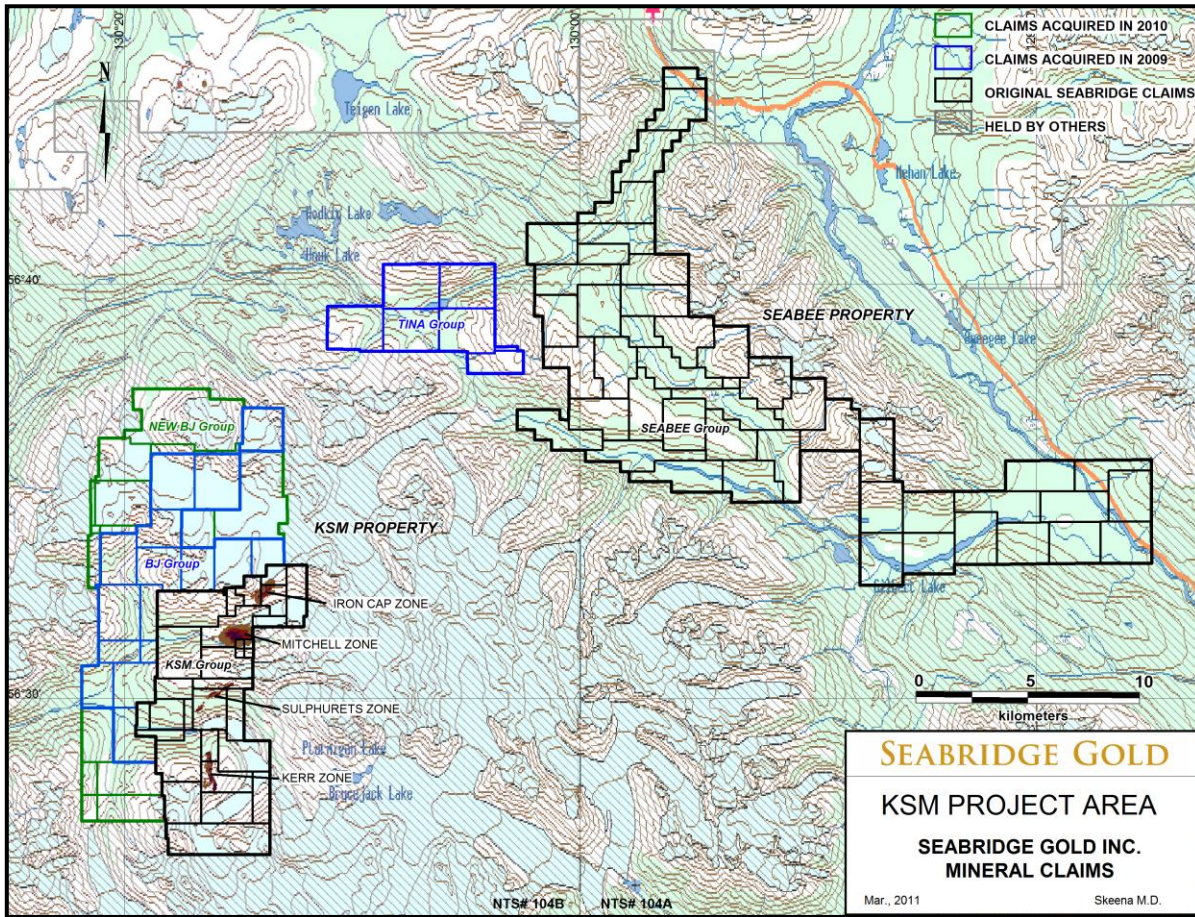 130°20'
130°00'
CLAIMS ACQUIRED IN 2010
CLAIMS ACQUIRED IN 2009
ORIGINAL SEABRIDGE CLAIMS
HELD BY OTHERS
N
Teigen Lake
Hodkin Lake
Nehan Lake
56°40'
TINA Group
SEABEE PROPERTY
NEW BJ Group
SEABEE Group
KSM PROPERTY
BJ Group
IRON CAP ZONE
MITCHELL ZONE
KSM Group
56°30'
SULPHURETS ZONE
KERR ZONE
Brucejack Lake
0 5 10
kilometers
SEABRIDGE GOLD
KSM PROJECT AREA
SEABRIDGE GOLD INC.
MINERAL CLAIMS
Mar., 2011 Skeena M.D.
NTS# 104B NTS# 104A